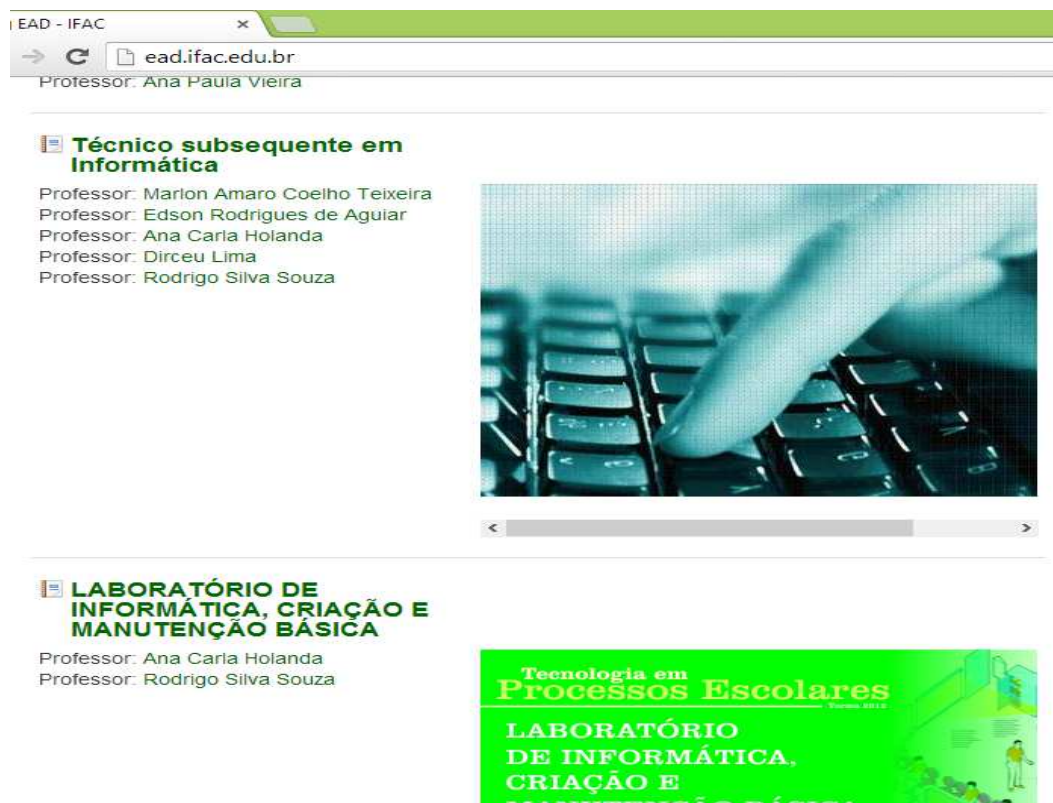 EAD - IFAC
ead.ifac.edu.br
Professor: Ana Paula Vieira
Técnico subsequente em
Informática
Professor: Marlon Amaro Coelho Teixeira
Professor: Edson Rodrigues de Aguiar
Professor: Ana Carla Holanda
Professor: Dirceu Lima
Professor: Rodrigo Silva Souza
LABORATÓRIO DE
INFORMÁTICA, CRIAÇÃO E
MANUTENÇÃO BÁSICA
Professor: Ana Carla Holanda
Professor: Rodrigo Silva Souza
Tecnologia em
Processos Escolares
LABORATÓRIO
DE INFORMÁTICA,
CRIAÇÃO E
MANUTENÇÃO BÁSICA